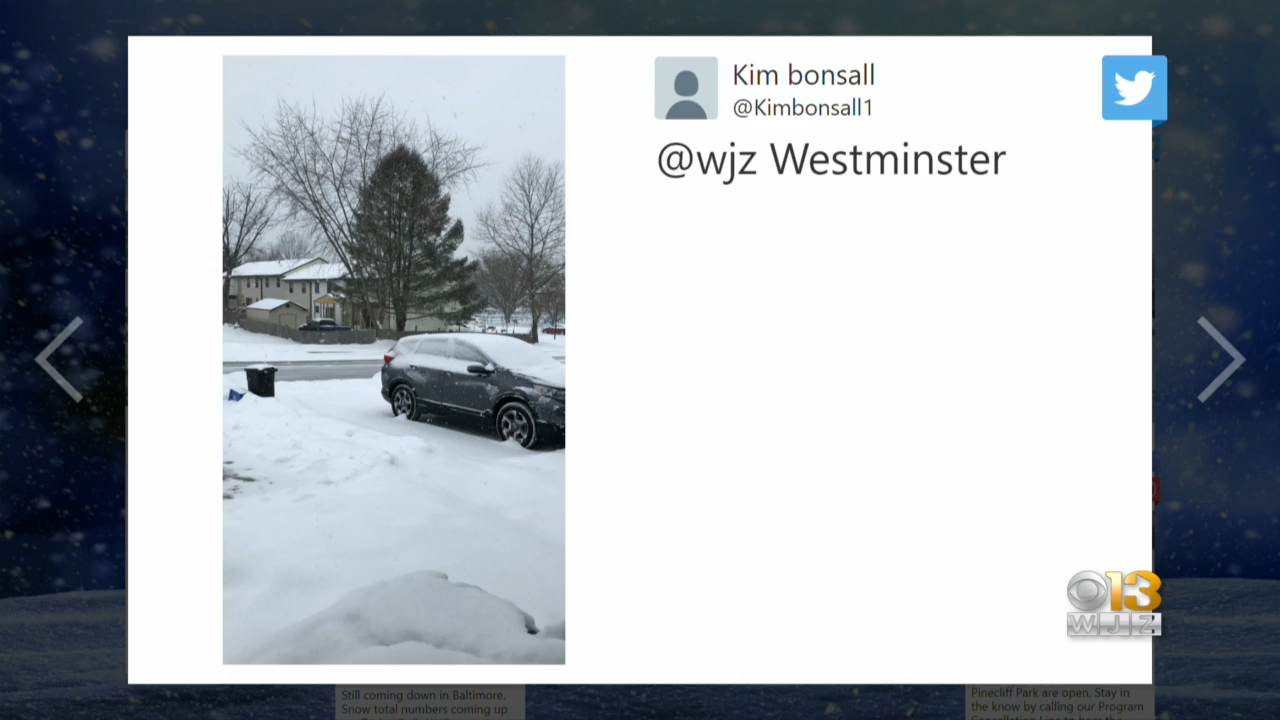 Kim bonsall
@Kimbonsall1
@wjz Westminster
13
WJZ
Still coming down in Baltimore.
Snow total numbers coming up
Pinecliff Park are open. Stay in
the know by calling our Program